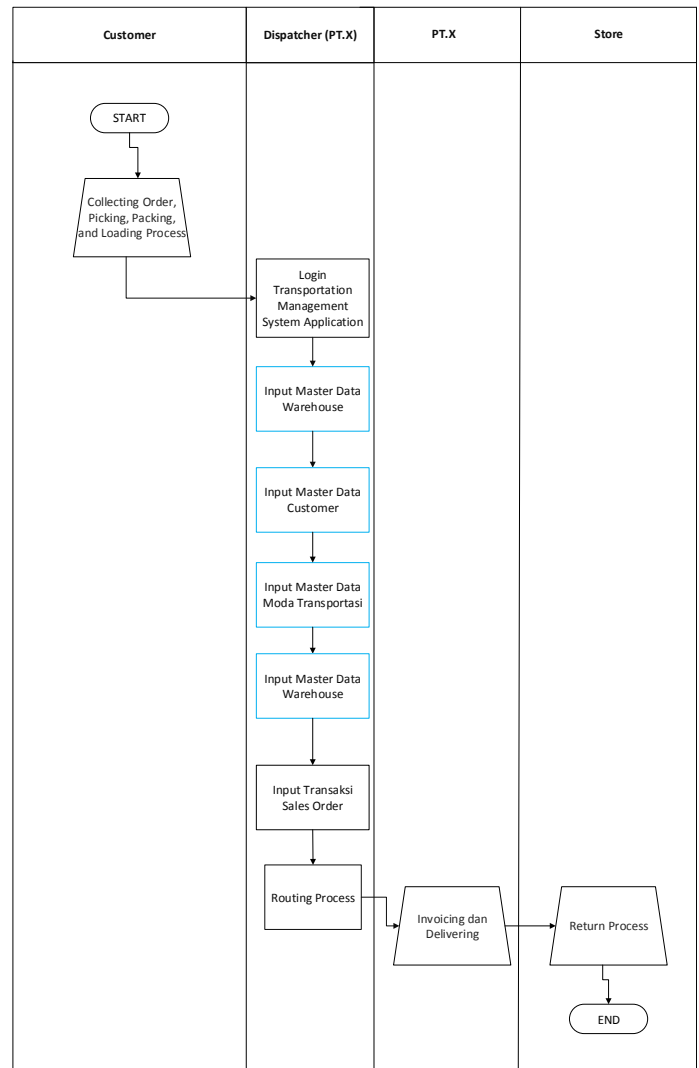 Customer
Dispatcher (PT.X)
PT.X
Store
START
Collecting Order,
Picking, Packing,
and Loading Process
Login
Transportation
Management
System Application
Input Master Data
Warehouse
Input Master Data
Customer
Input Master Data
Moda Transportasi
Input Master Data
Warehouse
Input Transaksi
Sales Order
Routing Process
Invoicing dan
Delivering
Return Process
END